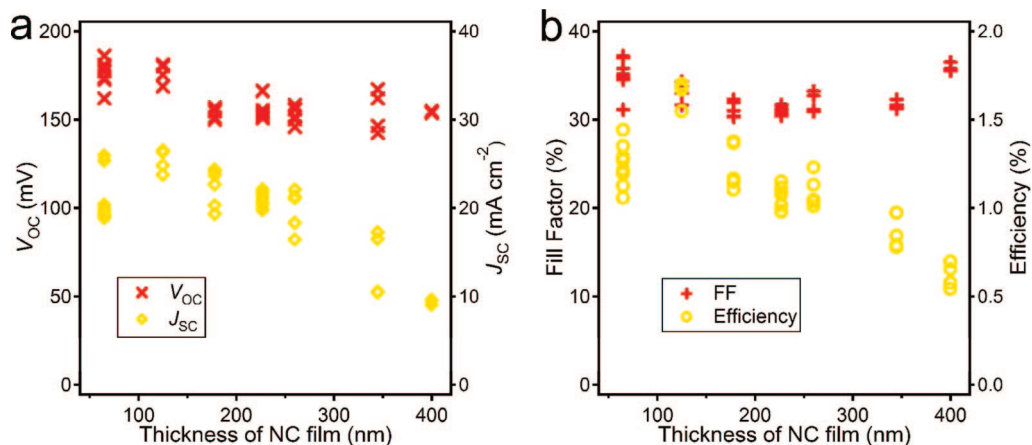 a
200
150
100
50
0
V_OC (mV)
40
30
20
10
0
J_SC (mA cm⁻²)
V_OC
J_SC
100
200
300
400
Thickness of NC film (nm)
b
40
30
20
10
0
Fill Factor (%)
2.0
1.5
1.0
0.5
0.0
Efficiency (%)
FF
Efficiency
100
200
300
400
Thickness of NC film (nm)